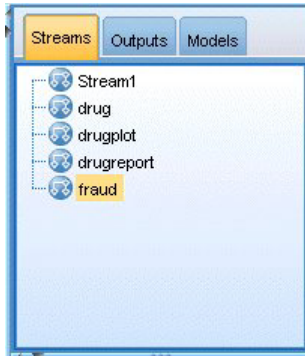 Streams Outputs Models
Stream1
drug
drugplot
drugreport
fraud